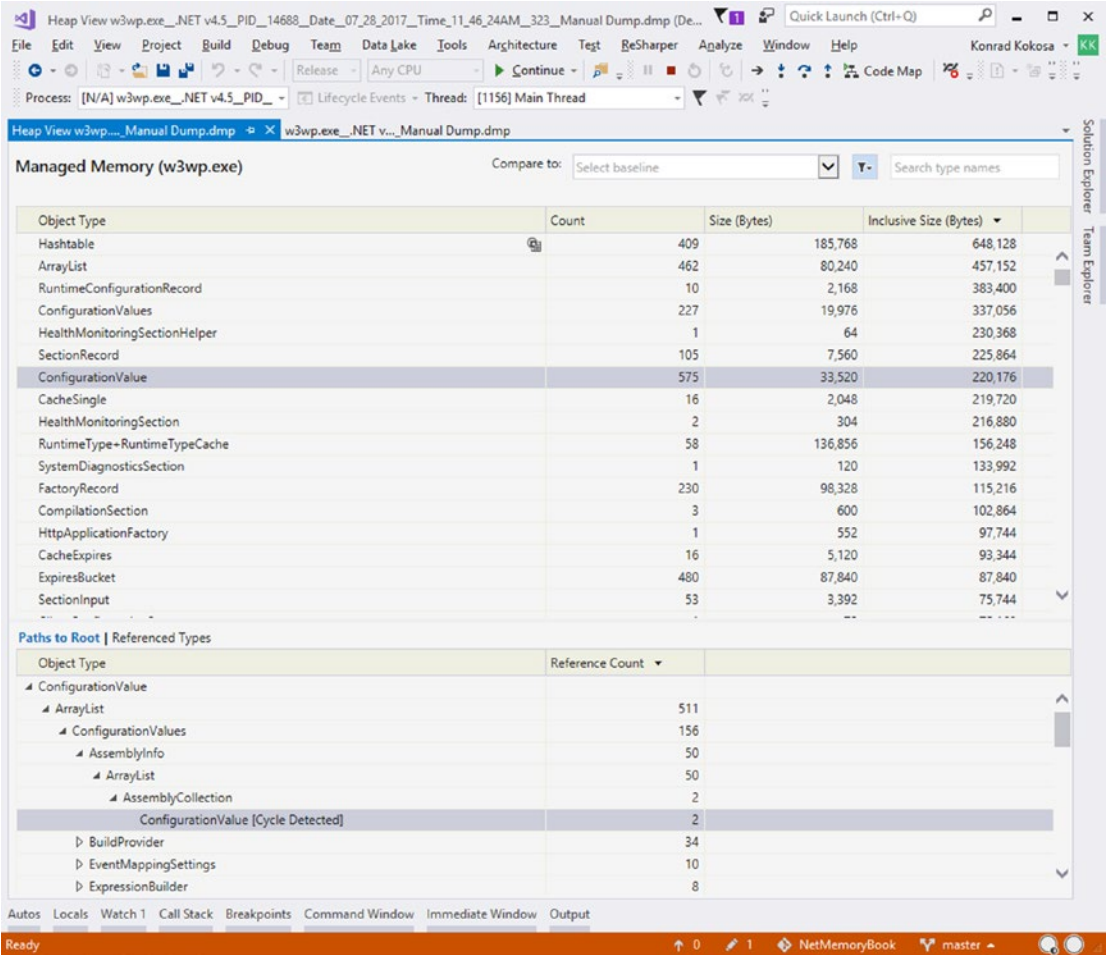 Heap View w3wp.exe__.NET v4.5__PID__14688__Date__07_28_2017__Time_11_46_24AM__323__Manual Dump.dmp (De... 1 Quick Launch (Ctrl+Q)
File Edit View Project Build Debug Team Data Lake Tools Architecture Test ReSharper Analyze Window Help Konrad Kokosa KK
Release Any CPU Continue Code Map
Process: [N/A] w3wp.exe__.NET v4.5__PID__ Lifecycle Events Thread: [1156] Main Thread
Heap View w3wp...._Manual Dump.dmp w3wp.exe__.NET v..._Manual Dump.dmp
Solution Explorer
Team Explorer
Managed Memory (w3wp.exe) Compare to: Select baseline Search type names
Object Type Count Size (Bytes) Inclusive Size (Bytes)
Hashtable 409 185,768 648,128
ArrayList 462 80,240 457,152
RuntimeConfigurationRecord 10 2,168 383,400
ConfigurationValues 227 19,976 337,056
HealthMonitoringSectionHelper 1 64 230,368
SectionRecord 105 7,560 225,864
ConfigurationValue 575 33,520 220,176
CacheSingle 16 2,048 219,720
HealthMonitoringSection 2 304 216,880
RuntimeType+RuntimeTypeCache 58 136,856 156,248
SystemDiagnosticsSection 1 120 133,992
FactoryRecord 230 98,328 115,216
CompilationSection 3 600 102,864
HttpApplicationFactory 1 552 97,744
CacheExpires 16 5,120 93,344
ExpiresBucket 480 87,840 87,840
SectionInput 53 3,392 75,744
Paths to Root | Referenced Types
Object Type Reference Count
ConfigurationValue
ArrayList 511
ConfigurationValues 156
AssemblyInfo 50
ArrayList 50
AssemblyCollection 2
ConfigurationValue [Cycle Detected] 2
BuildProvider 34
EventMappingSettings 10
ExpressionBuilder 8
Autos Locals Watch 1 Call Stack Breakpoints Command Window Immediate Window Output
Ready 0 1 NetMemoryBook master